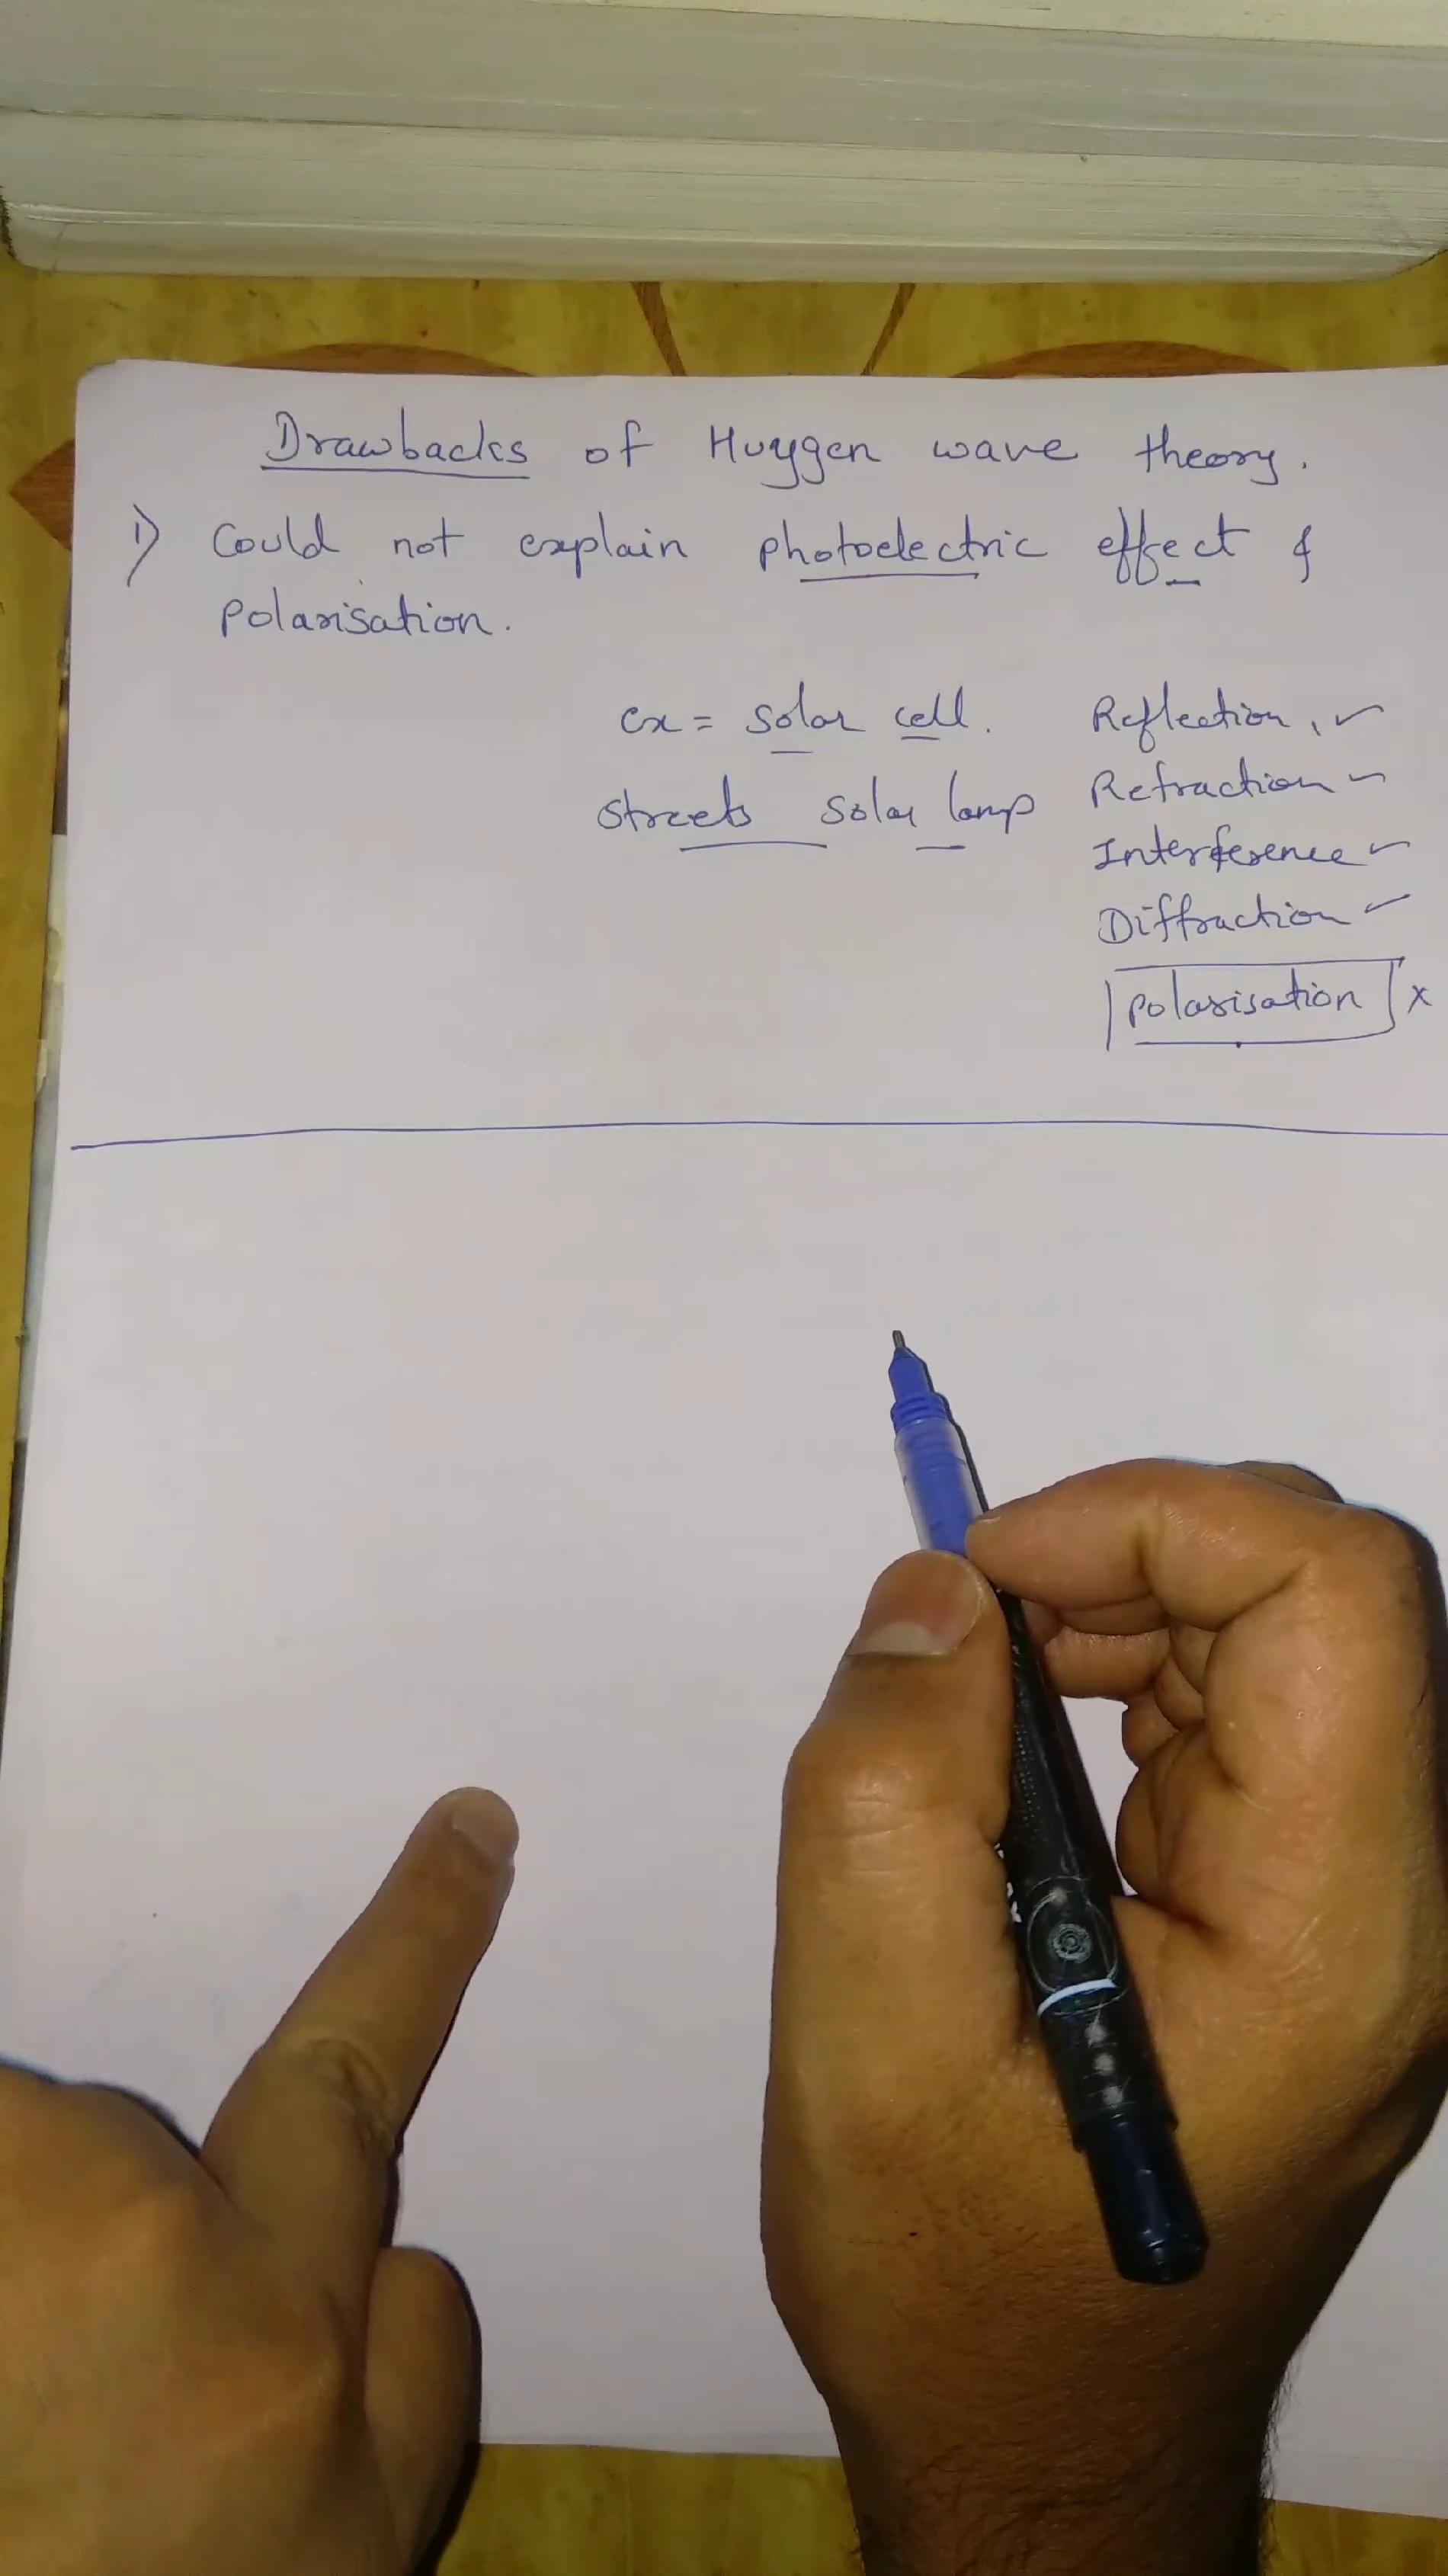 Drawbacks of Huygen wave theory.
1) Could not explain photoelectric effect &
Polarisation.
ex = solar cell.
streets solar lamp
Reflection, ✓
Refraction ✓
Interference ✓
Diffraction ✓
polarisation x